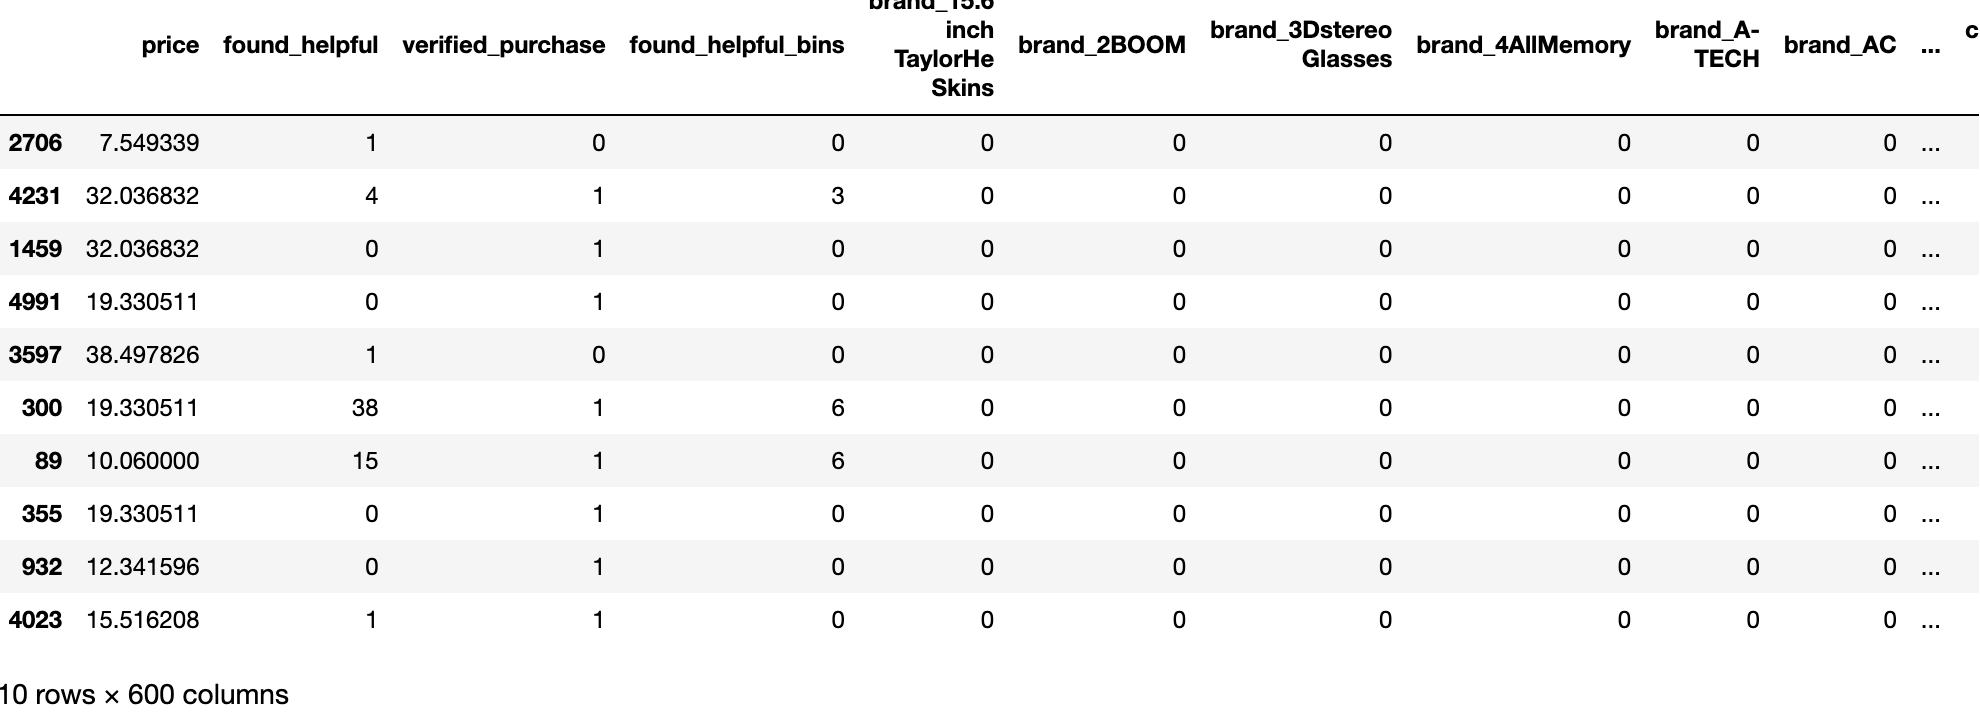 price found_helpful verified_purchase found_helpful_bins brand_15.6 inch TaylorHe Skins brand_2BOOM brand_3Dstereo Glasses brand_4AllMemory brand_A-TECH brand_AC ... c
2706 7.549339 1 0 0 0 0 0 0 0 0 ...
4231 32.036832 4 1 3 0 0 0 0 0 0 ...
1459 32.036832 0 1 0 0 0 0 0 0 0 ...
4991 19.330511 0 1 0 0 0 0 0 0 0 ...
3597 38.497826 1 0 0 0 0 0 0 0 0 ...
300 19.330511 38 1 6 0 0 0 0 0 0 ...
89 10.060000 15 1 6 0 0 0 0 0 0 ...
355 19.330511 0 1 0 0 0 0 0 0 0 ...
932 12.341596 0 1 0 0 0 0 0 0 0 ...
4023 15.516208 1 1 0 0 0 0 0 0 0 ...
10 rows × 600 columns